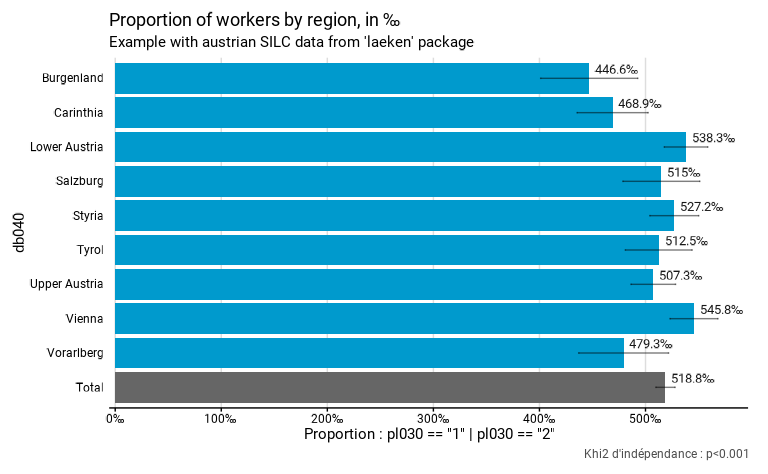 Proportion of workers by region, in ‰
Example with austrian SILC data from 'laeken' package
db040
Burgenland 446.6‰
Carinthia 468.9‰
Lower Austria 538.3‰
Salzburg 515‰
Styria 527.2‰
Tyrol 512.5‰
Upper Austria 507.3‰
Vienna 545.8‰
Vorarlberg 479.3‰
Total 518.8‰
0‰ 100‰ 200‰ 300‰ 400‰ 500‰
Proportion : pl030 == "1" | pl030 == "2"
Khi2 d'indépendance : p<0.001